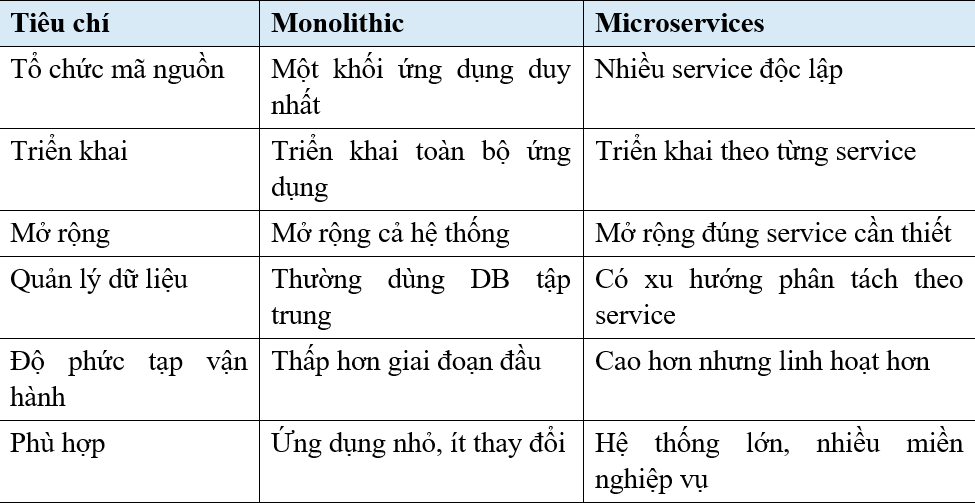 Tiêu chí
Monolithic
Microservices
Tổ chức mã nguồn
Một khối ứng dụng duy
nhất
Nhiều service độc lập
Triển khai
Triển khai toàn bộ ứng
dụng
Triển khai theo từng service
Mở rộng
Mở rộng cả hệ thống
Mở rộng đúng service cần thiết
Quản lý dữ liệu
Thường dùng DB tập
trung
Có xu hướng phân tách theo
service
Độ phức tạp vận
hành
Thấp hơn giai đoạn đầu
Cao hơn nhưng linh hoạt hơn
Phù hợp
Ứng dụng nhỏ, ít thay đổi
Hệ thống lớn, nhiều miền
nghiệp vụ